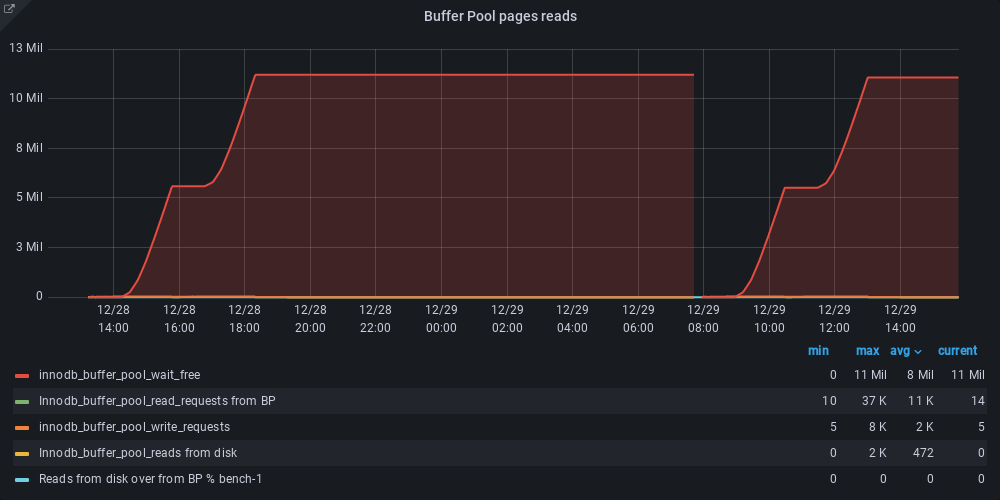 Buffer Pool pages reads
13 Mil
10 Mil
8 Mil
5 Mil
3 Mil
0
12/28 12/28 12/28 12/28 12/28 12/29 12/29 12/29 12/29 12/29 12/29 12/29 12/29
14:00 16:00 18:00 20:00 22:00 00:00 02:00 04:00 06:00 08:00 10:00 12:00 14:00
min max avg current
innodb_buffer_pool_wait_free 0 11 Mil 8 Mil 11 Mil
Innodb_buffer_pool_read_requests from BP 10 37 K 11 K 14
innodb_buffer_pool_write_requests 5 8 K 2 K 5
Innodb_buffer_pool_reads from disk 0 2 K 472 0
Reads from disk over from BP % bench-1 0 0 0 0